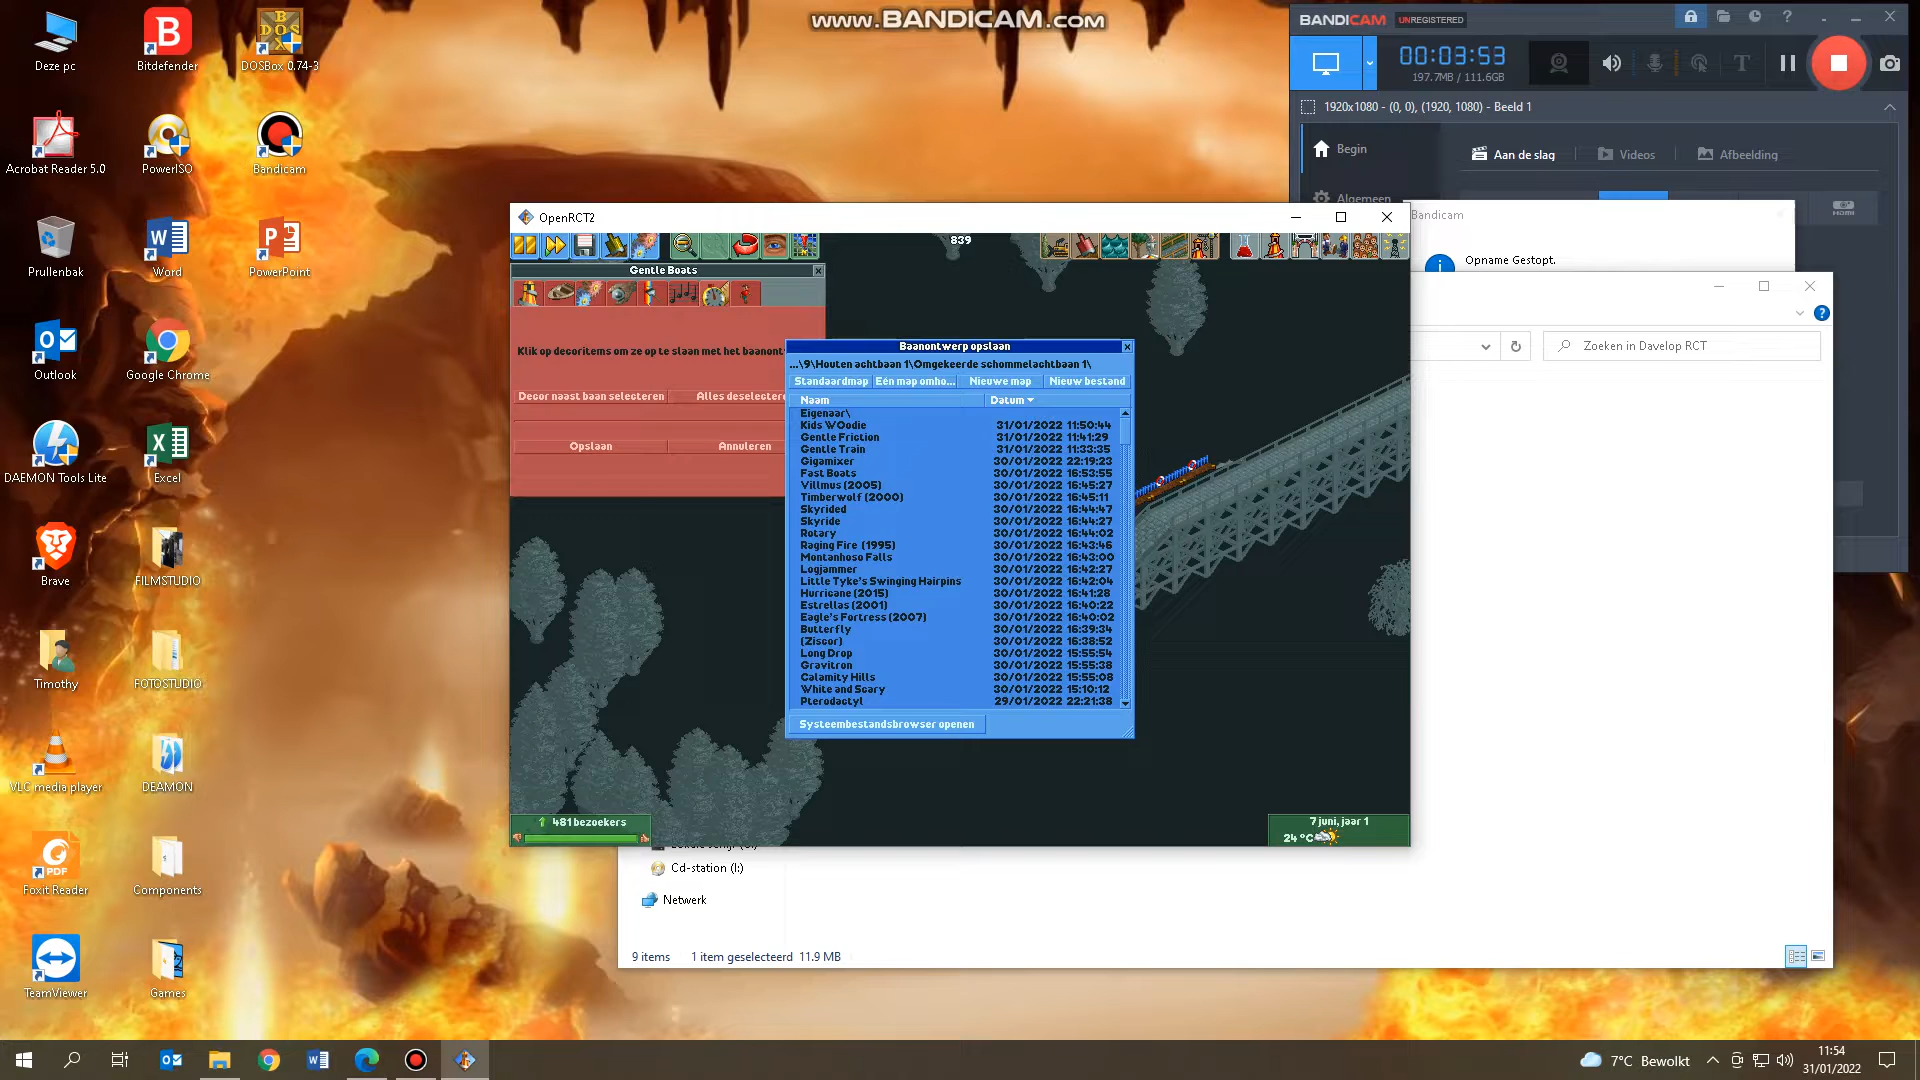 www.BANDICAM.com
Deze pc
Bitdefender
DOSBox 0.74-3
Acrobat Reader 5.0
PowerISO
Bandicam
Prullenbak
Word
PowerPoint
Outlook
Google Chrome
DAEMON Tools Lite
Excel
Brave
FILMSTUDIO
Timothy
FOTOSTUDIO
VLC media player
DEAMON
Foxit Reader
Components
TeamViewer
Games
BANDICAM UNREGISTERED
00:03:53
197.7MB / 111.6GB
1920x1080 - (0, 0), (1920, 1080) - Beeld 1
Begin
Aan de slag
Videos
Afbeelding
Algemeen
HDMI
Bandicam
Opname Gestopt.
Zoeken in Davelop RCT
OpenRCT2
839
Gentle Boats
Klik op decoritems om ze op te slaan met het baanont
Decor naast baan selecteren
Alles deselectere
Opslaan
Annuleren
Baanontwerp opslaan
...\9\Houten achtbaan 1\Omgekeerde schommelachtbaan 1\
Standaardmap
Eén map omho...
Nieuwe map
Nieuw bestand
Naam
Datum
Eigenaar\
Kids WOodie 31/01/2022 11:50:44
Gentle Friction 31/01/2022 11:41:29
Gentle Train 31/01/2022 11:33:35
Gigamixer 30/01/2022 22:19:23
Fast Boats 30/01/2022 16:53:55
Villmus (2005) 30/01/2022 16:45:27
Timberwolf (2000) 30/01/2022 16:45:11
Skyrided 30/01/2022 16:44:47
Skyride 30/01/2022 16:44:27
Rotary 30/01/2022 16:44:02
Raging Fire (1995) 30/01/2022 16:43:46
Montanhoso Falls 30/01/2022 16:43:00
Logjammer 30/01/2022 16:42:27
Little Tyke's Swinging Hairpins 30/01/2022 16:42:04
Hurricane (2015) 30/01/2022 16:41:28
Estrellas (2001) 30/01/2022 16:40:22
Eagle's Fortress (2007) 30/01/2022 16:40:02
Butterfly 30/01/2022 16:39:34
(Ziscor) 30/01/2022 16:38:52
Long Drop 30/01/2022 15:55:54
Gravitron 30/01/2022 15:55:38
Calamity Hills 30/01/2022 15:55:08
White and Scary 30/01/2022 15:10:12
Pterodactyl 29/01/2022 22:21:38
Systeembestandsbrowser openen
481 bezoekers
7 juni, jaar 1
24 °C
Cd-station (I:)
Netwerk
9 items 1 item geselecteerd 11.9 MB
7°C Bewolkt
11:54
31/01/2022